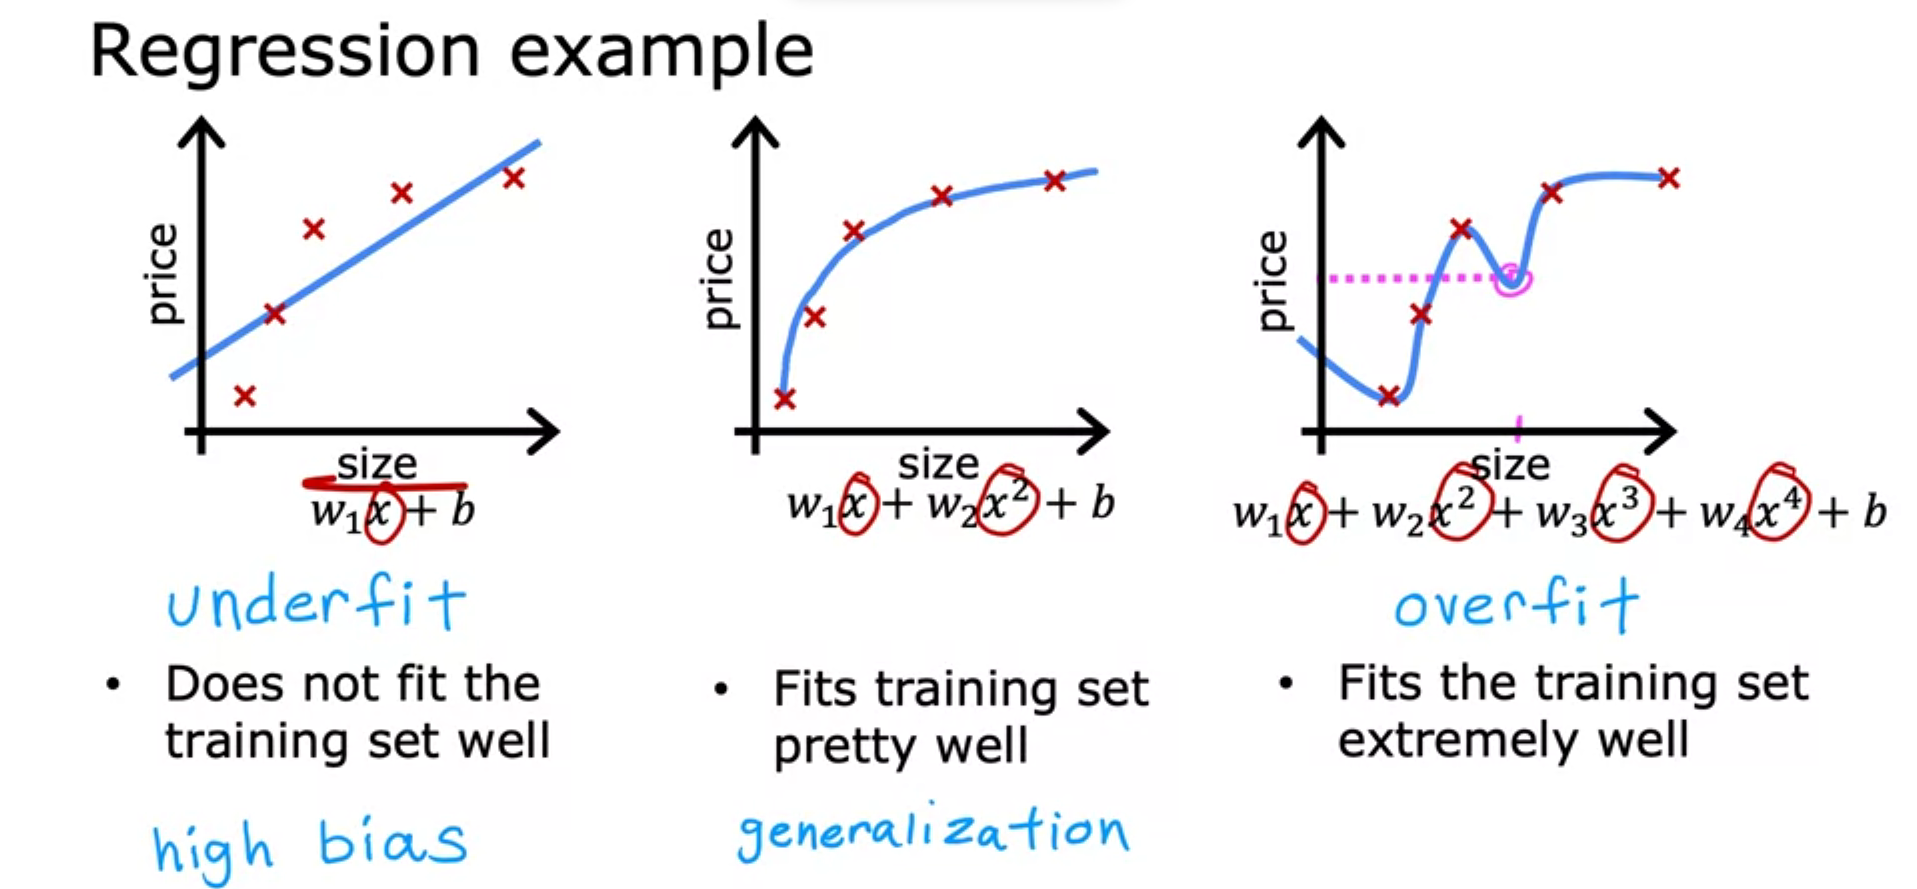 Regression example
price
size
w₁x + b
underfit
• Does not fit the
training set well
high bias
price
size
w₁x + w₂x² + b
• Fits training set
pretty well
generalization
price
size
w₁x + w₂x² + w₃x³ + w₄x⁴ + b
overfit
• Fits the training set
extremely well